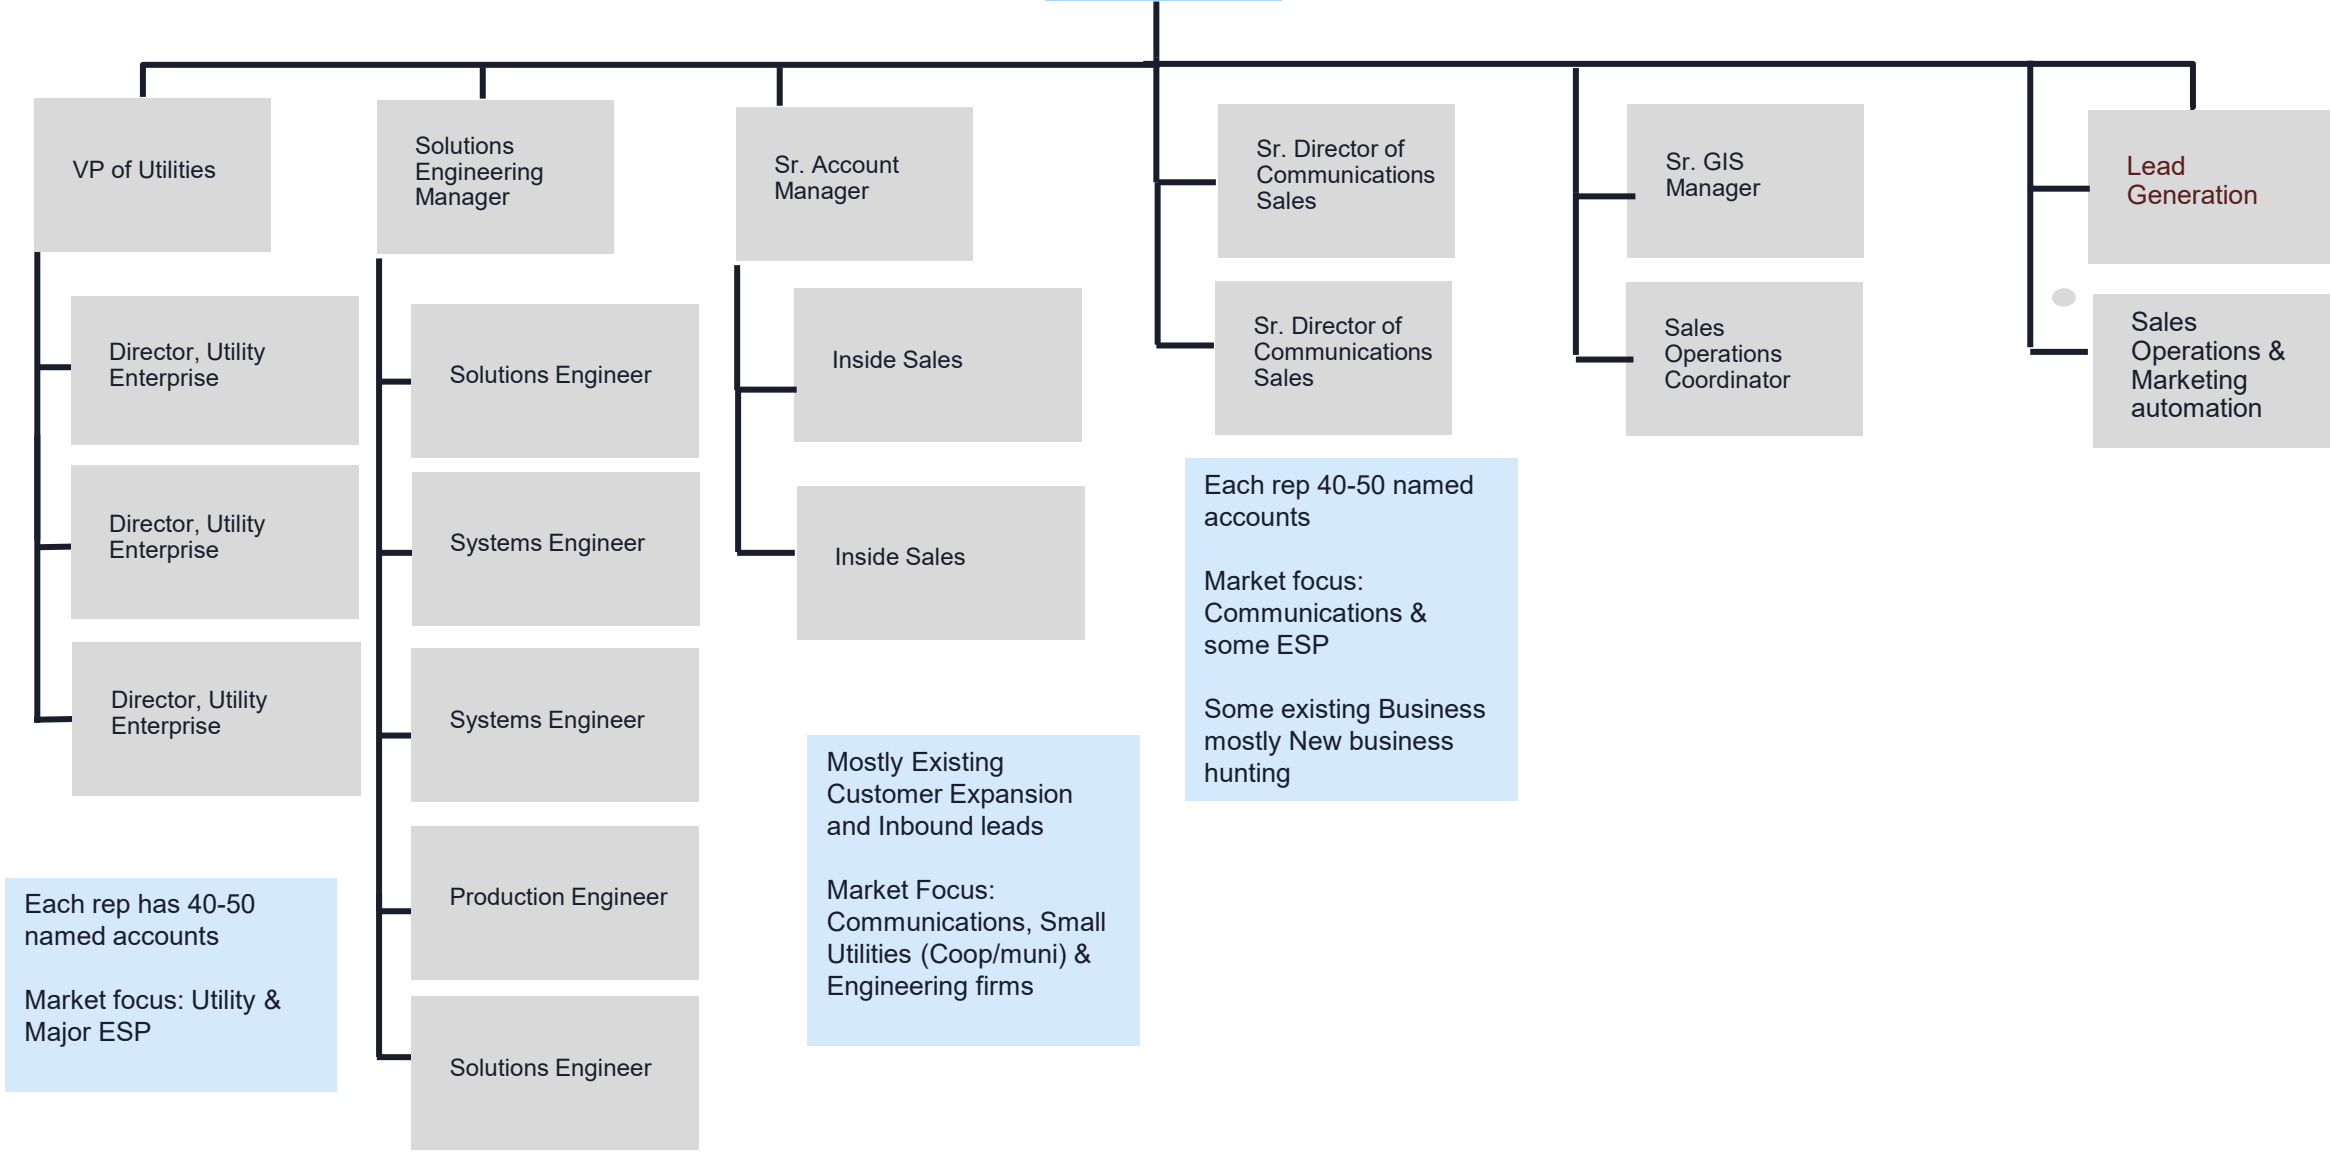 VP of Utilities
Solutions
Engineering
Manager
Sr. Account
Manager
Sr. Director of
Communications
Sales
Sr. GIS
Manager
Lead
Generation
Director, Utility
Enterprise
Director, Utility
Enterprise
Director, Utility
Enterprise
Solutions Engineer
Systems Engineer
Systems Engineer
Production Engineer
Solutions Engineer
Inside Sales
Inside Sales
Sr. Director of
Communications
Sales
Sales
Operations
Coordinator
Sales
Operations &
Marketing
automation
Each rep has 40-50
named accounts
Market focus: Utility &
Major ESP
Mostly Existing
Customer Expansion
and Inbound leads
Market Focus:
Communications, Small
Utilities (Coop/muni) &
Engineering firms
Each rep 40-50 named
accounts
Market focus:
Communications &
some ESP
Some existing Business
mostly New business
hunting